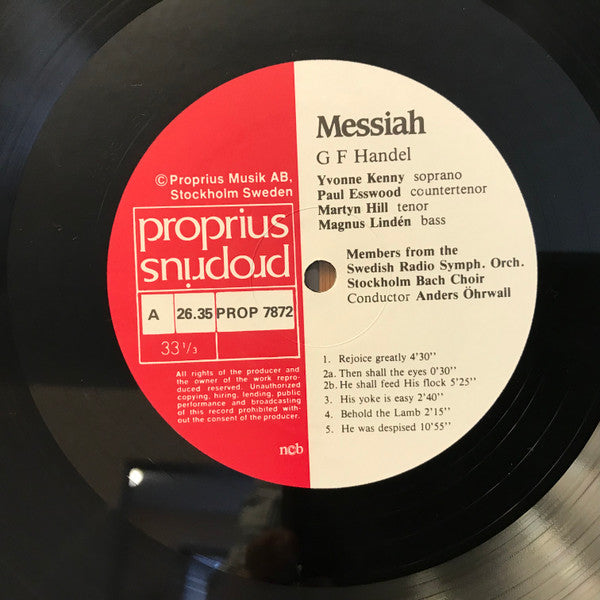 © Proprius Musik AB,
Stockholm Sweden
proprius
proprius
A 26.35 PROP 7872
33 1/3
All rights of the producer and
the owner of the work repro-
duced reserved. Unauthorized
copying, hiring, lending, public
performance and broadcasting
of this record prohibited with-
out the consent of the producer.
ncb
Messiah
G F Handel
Yvonne Kenny soprano
Paul Esswood countertenor
Martyn Hill tenor
Magnus Lindén bass
Members from the
Swedish Radio Symph. Orch.
Stockholm Bach Choir
Conductor Anders Öhrwall
1. Rejoice greatly 4'30''
2a. Then shall the eyes 0'30''
2b. He shall feed His flock 5'25''
3. His yoke is easy 2'40''
4. Behold the Lamb 2'15''
5. He was despised 10'55''